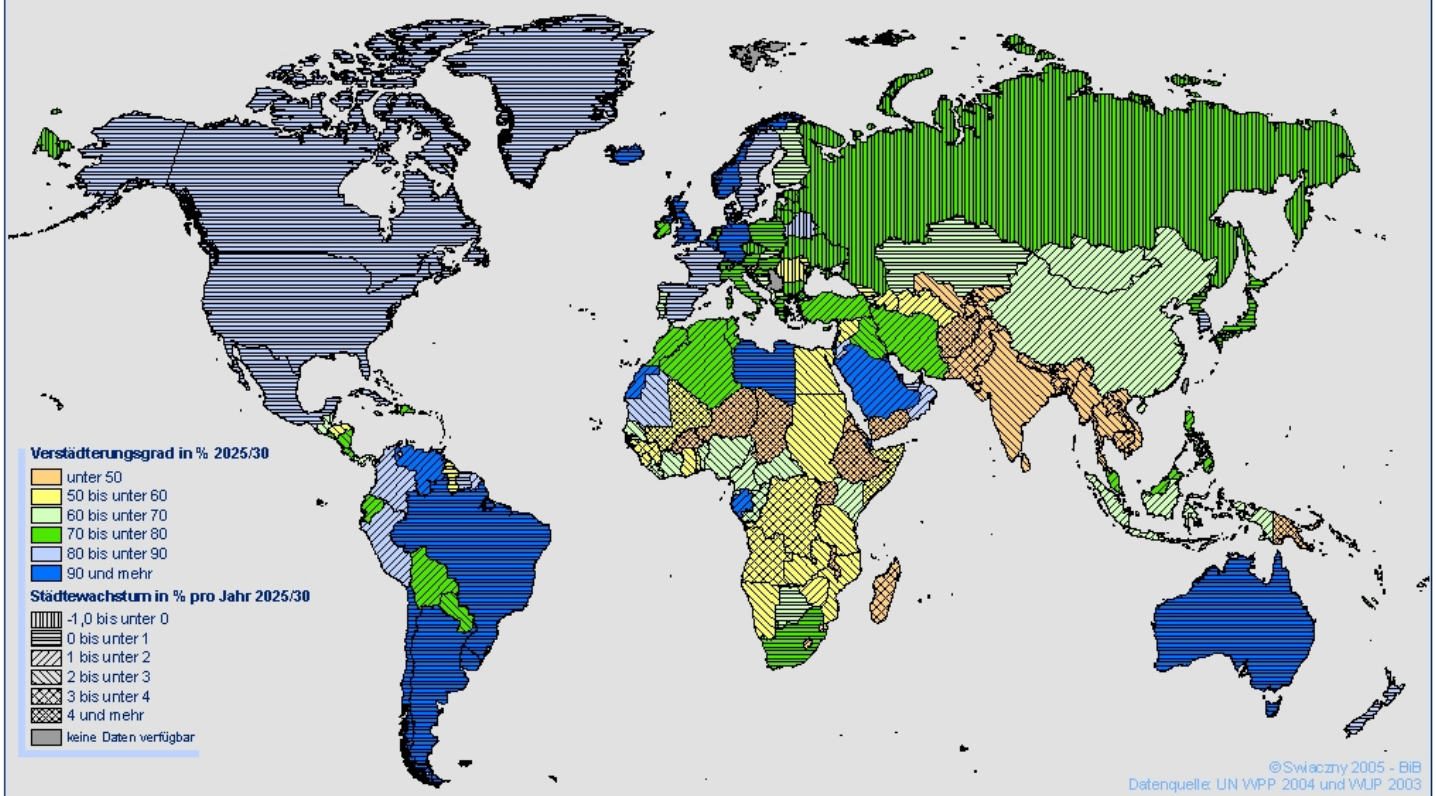 Verstädterungsgrad in % 2025/30
unter 50
50 bis unter 60
60 bis unter 70
70 bis unter 80
80 bis unter 90
90 und mehr
Städtewachstum in % pro Jahr 2025/30
-1,0 bis unter 0
0 bis unter 1
1 bis unter 2
2 bis unter 3
3 bis unter 4
4 und mehr
keine Daten verfügbar
©Swiaczny 2005 - BiB
Datenquelle: UN WPP 2004 und WUP 2003